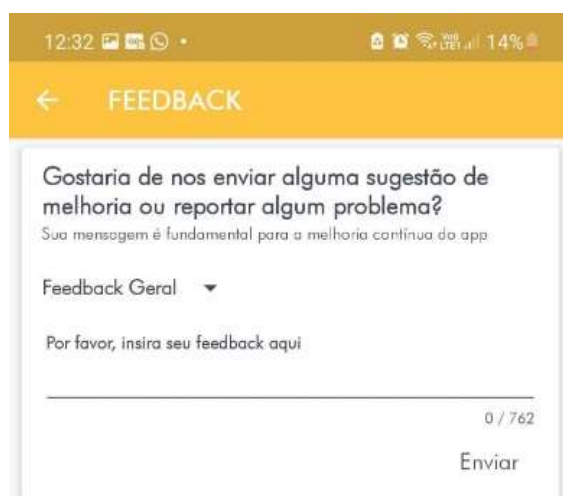 12:32 14%
FEEDBACK
Gostaria de nos enviar alguma sugestão de
melhoria ou reportar algum problema?
Sua mensagem é fundamental para a melhoria contínua do app
Feedback Geral
Por favor, insira seu feedback aqui
0 / 762
Enviar